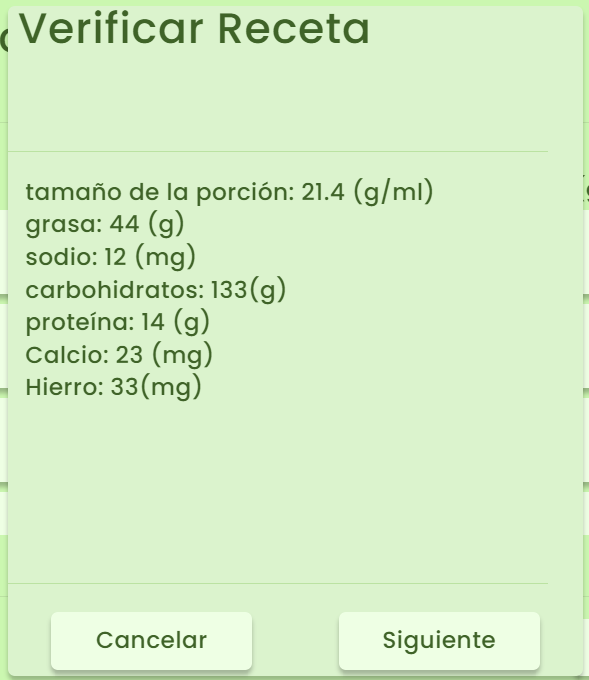 Verificar Receta
tamaño de la porción: 21.4 (g/ml)
grasa: 44 (g)
sodio: 12 (mg)
carbohidratos: 133(g)
proteína: 14 (g)
Calcio: 23 (mg)
Hierro: 33(mg)
Cancelar
Siguiente